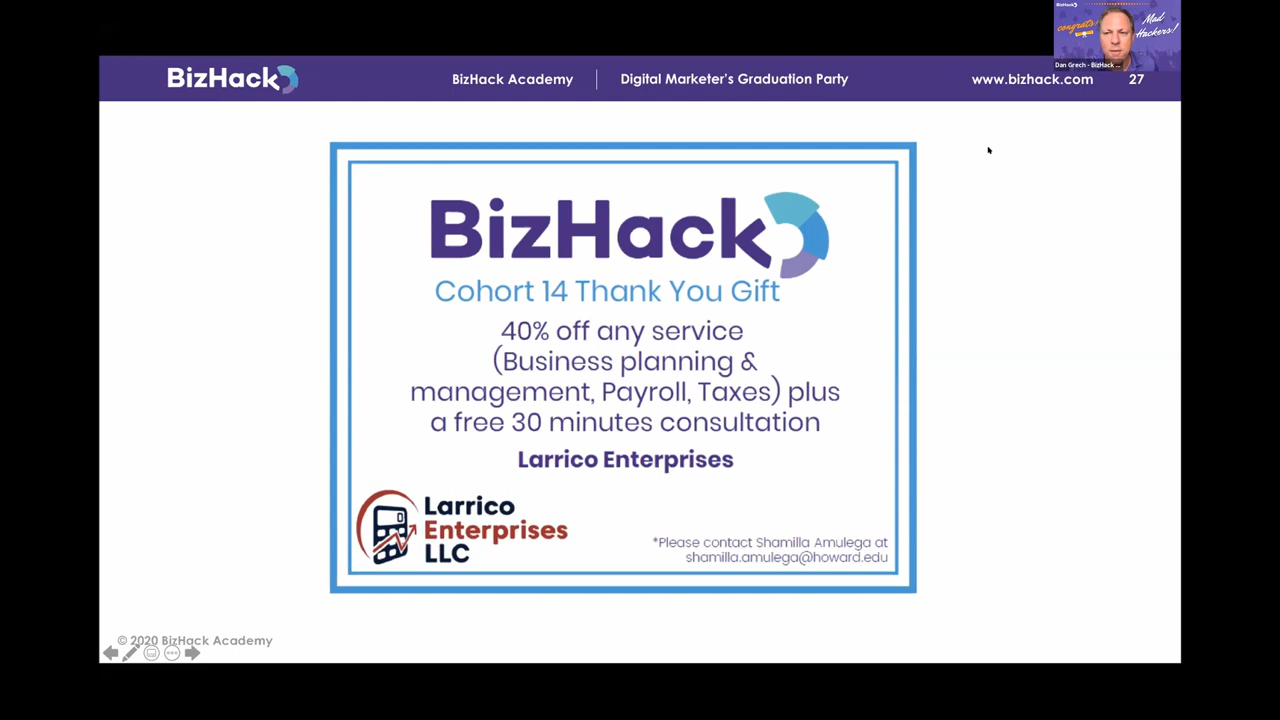 BizHack
congrats!
Mad
Hackers!
Dan Grech - BizHack ...
BizHack
BizHack Academy
Digital Marketer's Graduation Party
www.bizhack.com
27
BizHack
Cohort 14 Thank You Gift
40% off any service
(Business planning &
management, Payroll, Taxes) plus
a free 30 minutes consultation
Larrico Enterprises
Larrico
Enterprises
LLC
*Please contact Shamilla Amulega at
shamilla.amulega@howard.edu
© 2020 BizHack Academy